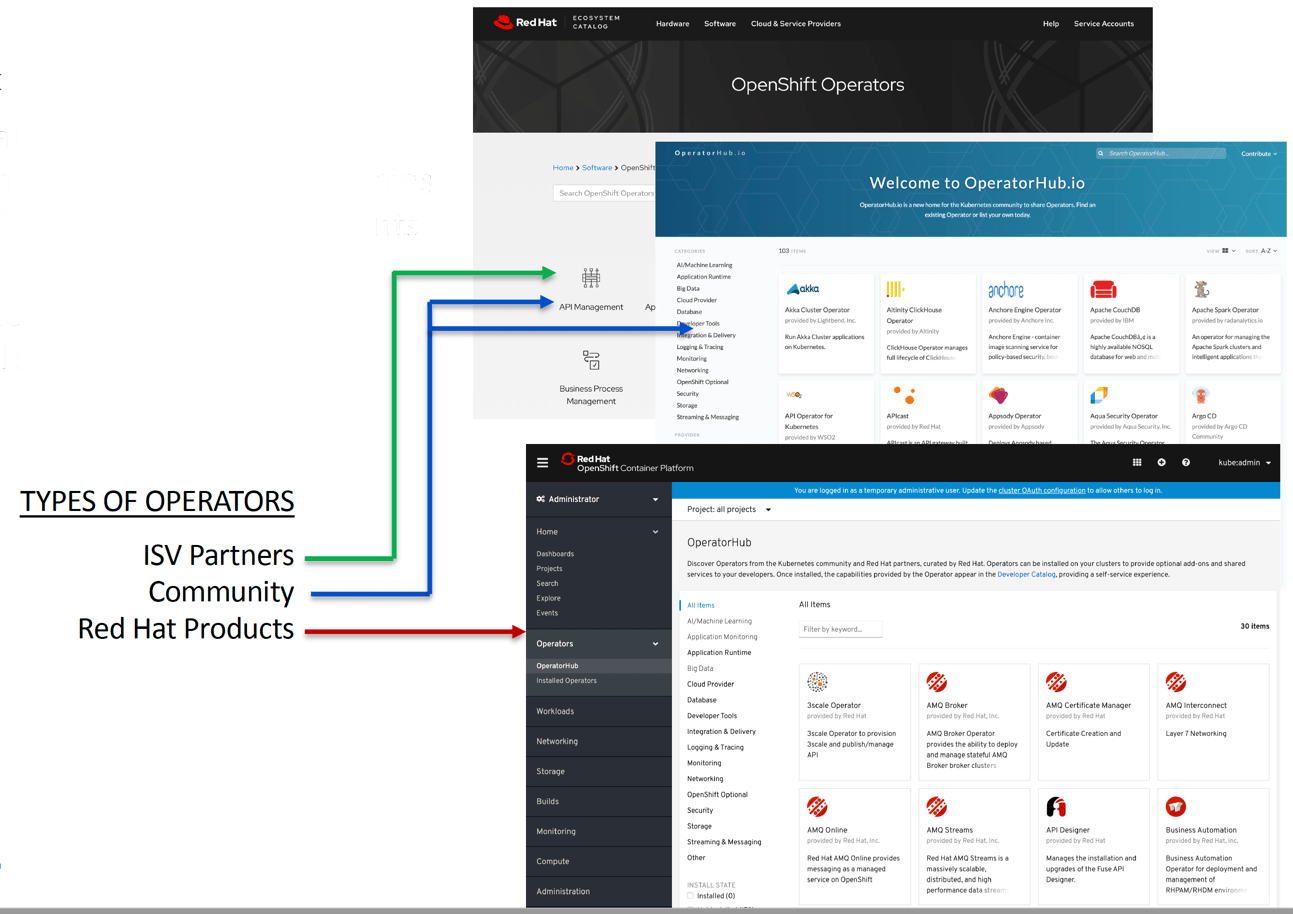 Red Hat
ECOSYSTEM
CATALOG
Hardware
Software
Cloud & Service Providers
Help
Service Accounts
OpenShift Operators
Home > Software > OpenShift
Search OpenShift Operators
API Management
Ap
Business Process
Management
OperatorHub.io
Search OperatorHub...
Contribute
Welcome to OperatorHub.io
OperatorHub.io is a new home for the Kubernetes community to share Operators. Find an
existing Operator or list your own today.
CATEGORIES
AI/Machine Learning
Application Runtime
Big Data
Cloud Provider
Database
Developer Tools
Integration & Delivery
Logging & Tracing
Monitoring
Networking
OpenShift Optional
Security
Storage
Streaming & Messaging
PROVIDER
103 ITEMS
VIEW
SORT A-Z
akka
Akka Cluster Operator
provided by Lightbend, Inc.
Run Akka Cluster applications
on Kubernetes.
Altinity ClickHouse
Operator
provided by Altinity
ClickHouse Operator manages
full lifecycle of ClickHouse
anchore
Anchore Engine Operator
provided by Anchore Inc.
Anchore Engine - container
image scanning service for
policy-based security, best
Apache CouchDB
provided by IBM
Apache CouchDBâ„¢ is a
highly available NOSQL
database for web and mobile
Apache Spark Operator
provided by radanalytics.io
An operator for managing the
Apache Spark clusters and
intelligent applications that
WSO2
API Operator for
Kubernetes
provided by WSO2
APIcast
provided by Red Hat
APIcast is an API gateway built
Appsody Operator
provided by Appsody
Deploys Appsody based
Aqua Security Operator
provided by Aqua Security, Inc.
The Aqua Security Operator
Argo CD
provided by Argo CD
Community
TYPES OF OPERATORS
ISV Partners
Community
Red Hat Products
Red Hat
OpenShift Container Platform
kube:admin
Administrator
Home
Dashboards
Projects
Search
Explore
Events
Operators
OperatorHub
Installed Operators
Workloads
Networking
Storage
Builds
Monitoring
Compute
Administration
You are logged in as a temporary administrative user. Update the cluster OAuth configuration to allow others to log in.
Project: all projects
OperatorHub
Discover Operators from the Kubernetes community and Red Hat partners, curated by Red Hat. Operators can be installed on your clusters to provide optional add-ons and shared
services to your developers. Once installed, the capabilities provided by the Operator appear in the Developer Catalog, providing a self-service experience.
All Items
AI/Machine Learning
Application Monitoring
Application Runtime
Big Data
Cloud Provider
Database
Developer Tools
Integration & Delivery
Logging & Tracing
Monitoring
Networking
OpenShift Optional
Security
Storage
Streaming & Messaging
Other
INSTALL STATE
Installed (0)
All Items
Filter by keyword...
30 items
3scale Operator
provided by Red Hat
3scale Operator to provision
3scale and publish/manage
API
AMQ Broker
provided by Red Hat, Inc.
AMQ Broker Operator
provides the ability to deploy
and manage stateful AMQ
Broker broker clusters
AMQ Certificate Manager
provided by Red Hat
Certificate Creation and
Update
AMQ Interconnect
provided by Red Hat
Layer 7 Networking
AMQ Online
provided by Red Hat, Inc.
Red Hat AMQ Online provides
messaging as a managed
service on OpenShift
AMQ Streams
provided by Red Hat, Inc.
Red Hat AMQ Streams is a
massively scalable,
distributed, and high
performance data streaming
API Designer
provided by Red Hat
Manages the installation and
upgrades of the Fuse API
Designer.
Business Automation
provided by Red Hat, Inc.
Business Automation
Operator for deployment and
management of
RHPAM/RHDM environment